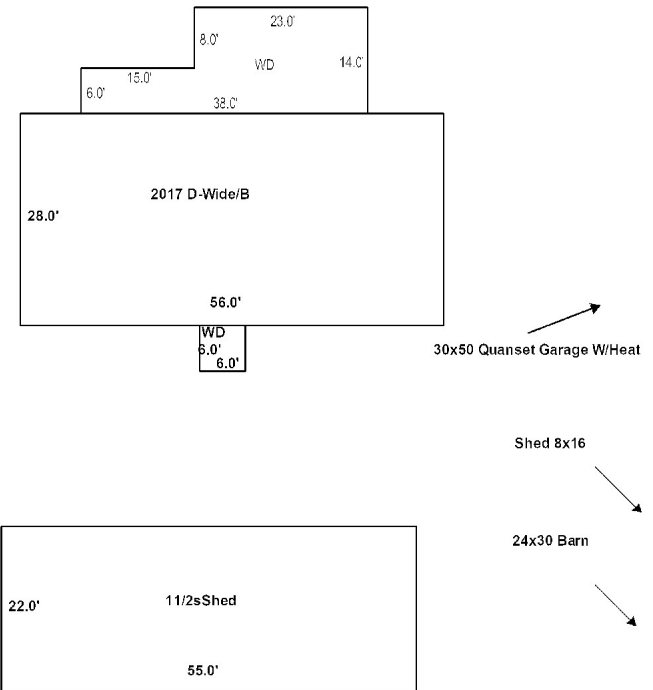 23.0'
8.0'
WD
14.0'
15.0'
6.0'
38.0'
2017 D-Wide/B
28.0'
56.0'
WD
6.0'
6.0'
30x50 Quanset Garage W/Heat
Shed 8x16
24x30 Barn
22.0'
11/2sShed
55.0'